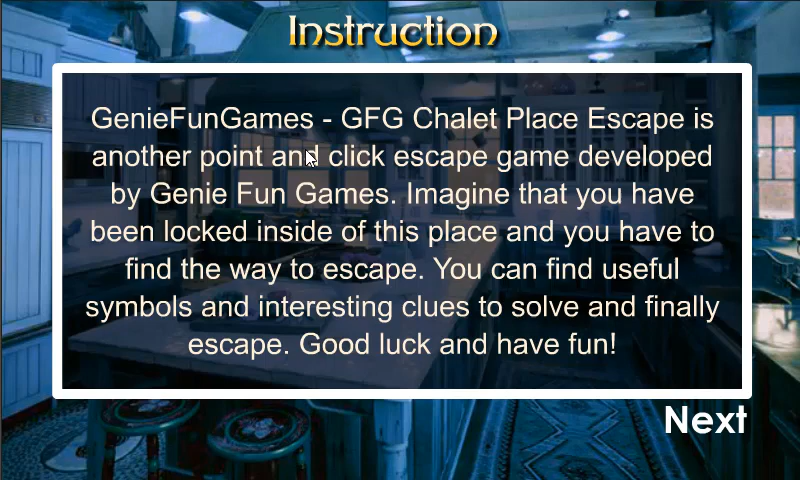 Instruction
GenieFunGames - GFG Chalet Place Escape is
another point and click escape game developed
by Genie Fun Games. Imagine that you have
been locked inside of this place and you have to
find the way to escape. You can find useful
symbols and interesting clues to solve and finally
escape. Good luck and have fun!
Next